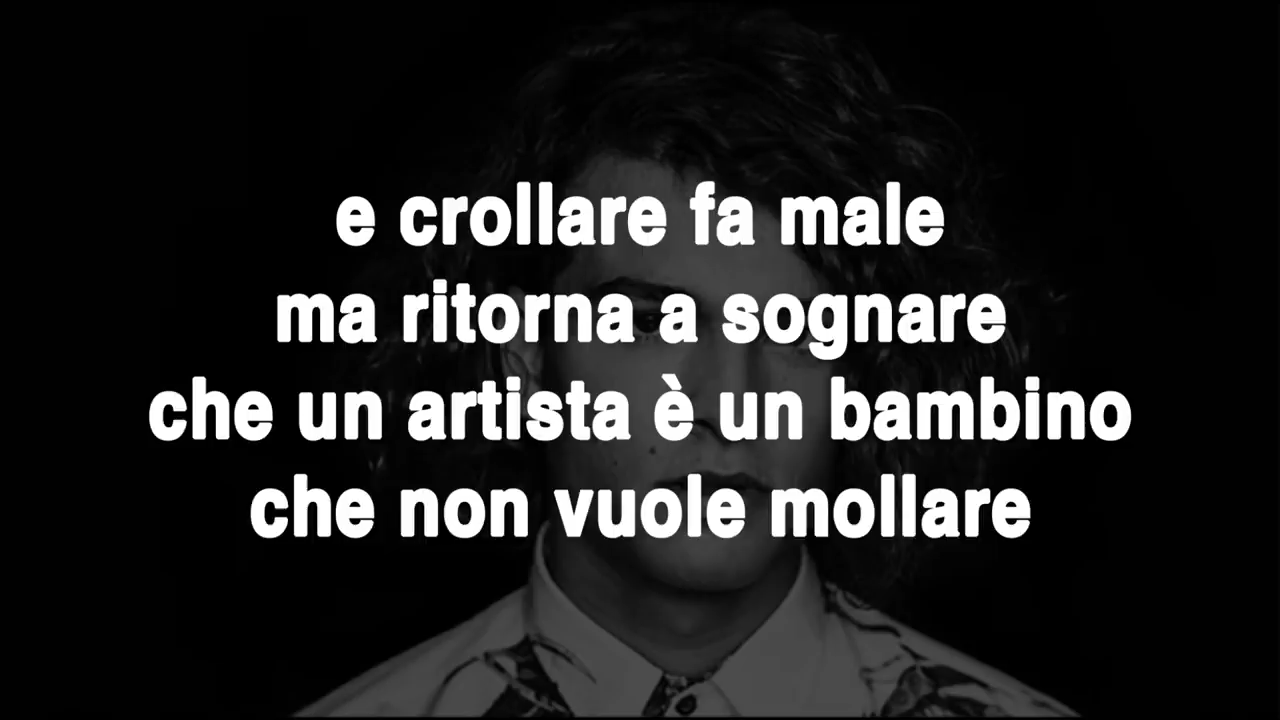 e crollare fa male
ma ritorna a sognare
che un artista è un bambino
che non vuole mollare